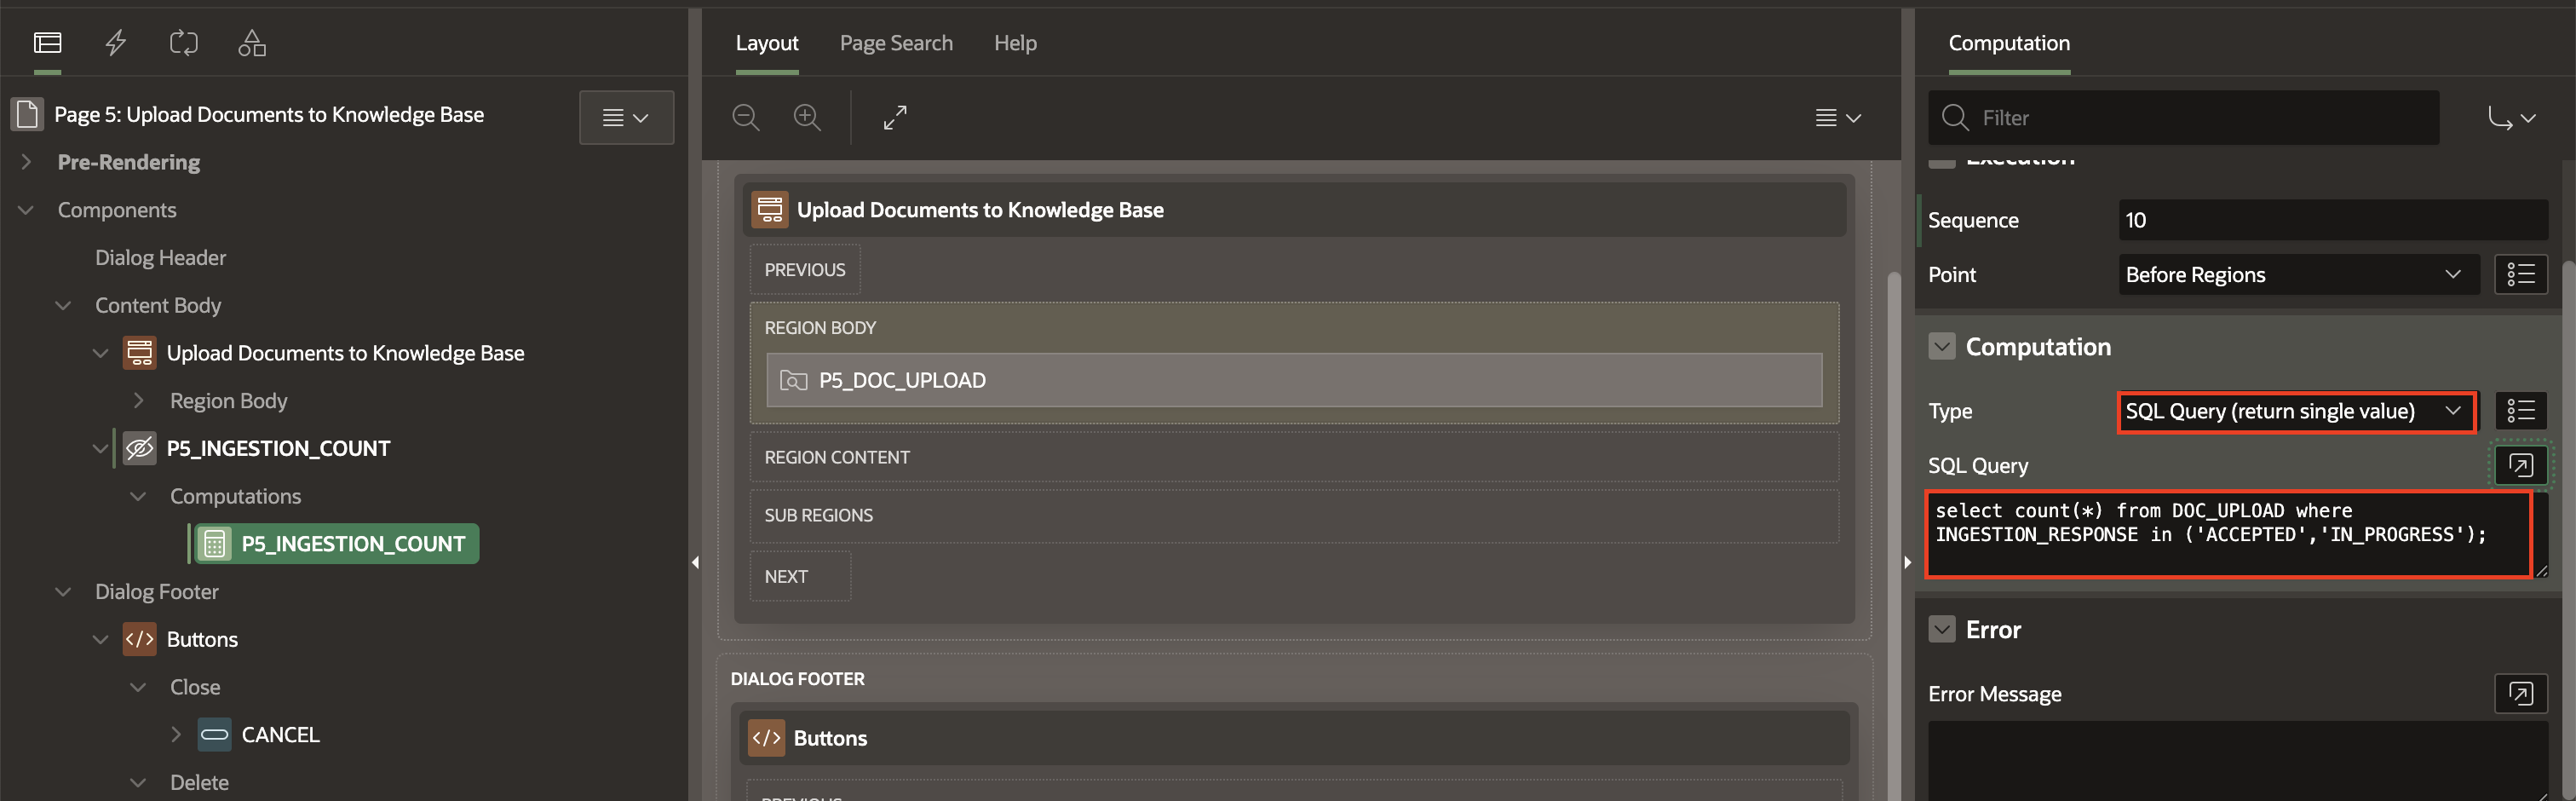 Page 5: Upload Documents to Knowledge Base
Pre-Rendering
Components
Dialog Header
Content Body
Upload Documents to Knowledge Base
Region Body
P5_INGESTION_COUNT
Computations
P5_INGESTION_COUNT
Dialog Footer
Buttons
Close
CANCEL
Delete
Layout Page Search Help
Upload Documents to Knowledge Base
PREVIOUS
REGION BODY
P5_DOC_UPLOAD
REGION CONTENT
SUB REGIONS
NEXT
DIALOG FOOTER
Buttons
PREVIOUS
Computation
Filter
Execution
Sequence 10
Point Before Regions
Computation
Type SQL Query (return single value)
SQL Query
select count(*) from DOC_UPLOAD where
INGESTION_RESPONSE in ('ACCEPTED','IN_PROGRESS');
Error
Error Message